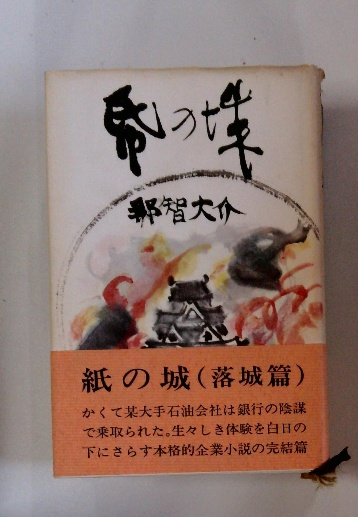 帋の城
那智大介
紙の城(落城篇)
かくて某大手石油会社は銀行の陰謀
で乗取られた。生々しき体験を白日の
下にさらす本格的企業小説の完結篇